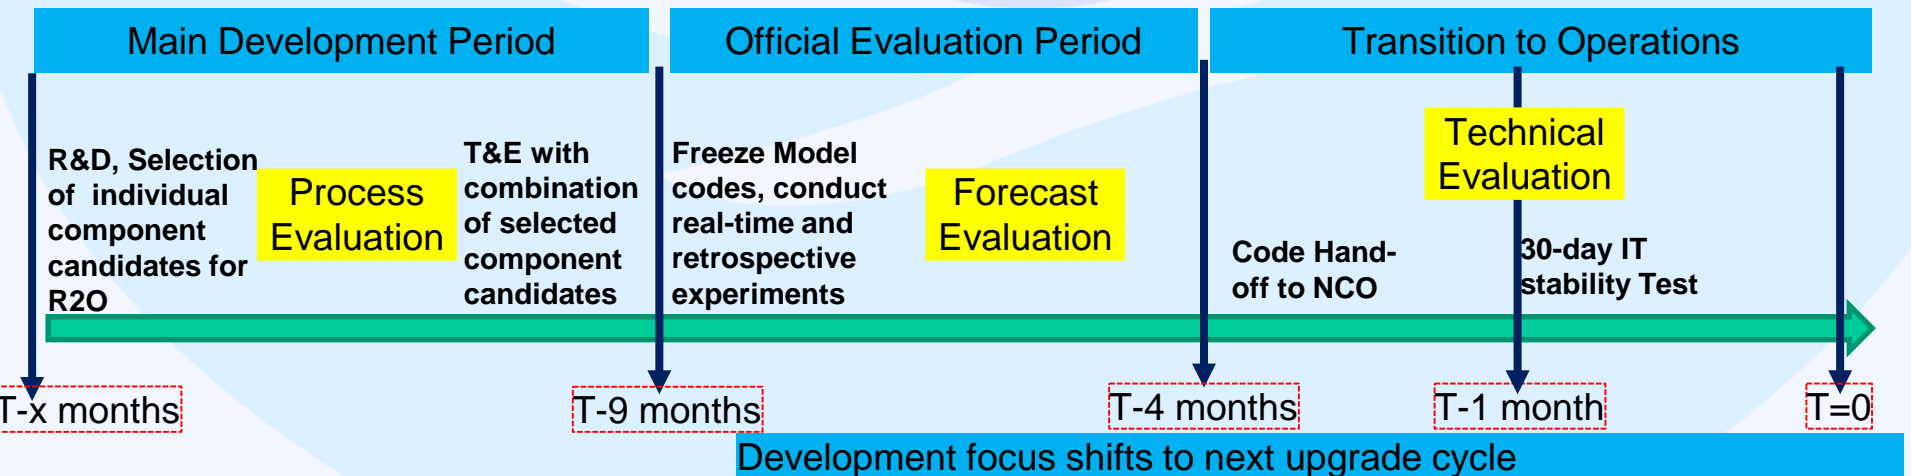 Main Development Period
Official Evaluation Period
Transition to Operations
R&D, Selection
of individual
component
candidates for
R2O
Process
Evaluation
T&E with
combination
of selected
component
candidates
Freeze Model
codes, conduct
real-time and
retrospective
experiments
Forecast
Evaluation
Technical
Evaluation
Code Hand-
off to NCO
30-day IT
stability Test
T-x months
T-9 months
T-4 months
T-1 month
T=0
Development focus shifts to next upgrade cycle